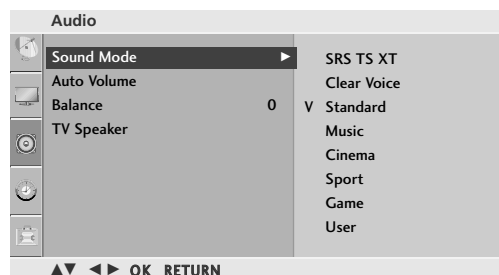 Audio
Sound Mode ►
Auto Volume
Balance 0
TV Speaker
SRS TS XT
Clear Voice
V Standard
Music
Cinema
Sport
Game
User
▲▼ ◄► OK RETURN